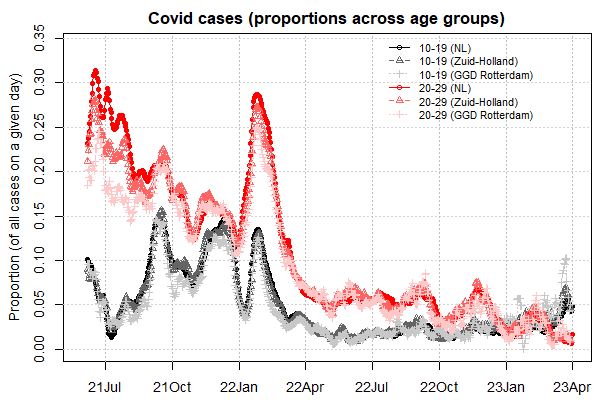 Covid cases (proportions across age groups)
Proportion (of all cases on a given day)
0.35
0.30
0.25
0.20
0.15
0.10
0.05
0.00
10-19 (NL)
10-19 (Zuid-Holland)
10-19 (GGD Rotterdam)
20-29 (NL)
20-29 (Zuid-Holland)
20-29 (GGD Rotterdam)
21Jul 21Oct 22Jan 22Apr 22Jul 22Oct 23Jan 23Apr